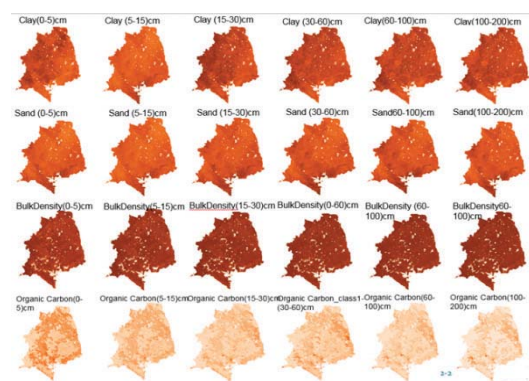 Clay(0-5)cm
Clay (5-15)cm
Clay (15-30)cm
Clay (30-60)cm
Clay(60-100)cm
Clay(100-200)cm
Sand (0-5)cm
Sand (5-15)cm
Sand (15-30)cm
Sand (30-60)cm
Sand60-100)cm
Sand(100-200)cm
BulkDensity(0-5)cm
BulkDensity(5-15)cm
BulkDensity(15-30)cm
BulkDensity(0-60)cm
BulkDensity (60-
100)cm
BulkDensity60-
100)cm
Organic Carbon(0-
5)cm
Organic Carbon(5-15)cm
Organic Carbon(15-30)cm
Organic Carbon_class1-
(30-60)cm
Organic Carbon(60-
100)cm
Organic Carbon(100-
200)cm
3-3